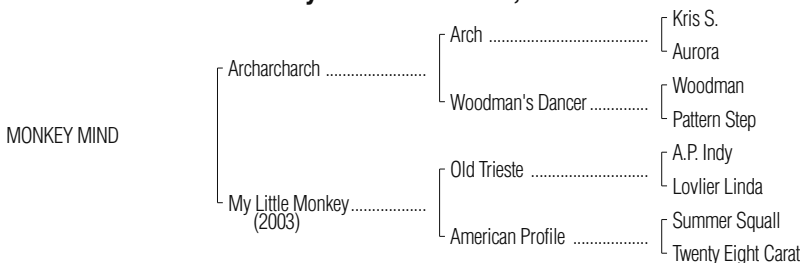 Kris S.
Arch ........................................
Aurora
Archarcharch .........................
Woodman
Woodman's Dancer ...............
Pattern Step
MONKEY MIND
A.P. Indy
Old Trieste .............................
Lovlier Linda
My Little Monkey...................
(2003)
Summer Squall
American Profile ...................
Twenty Eight Carat